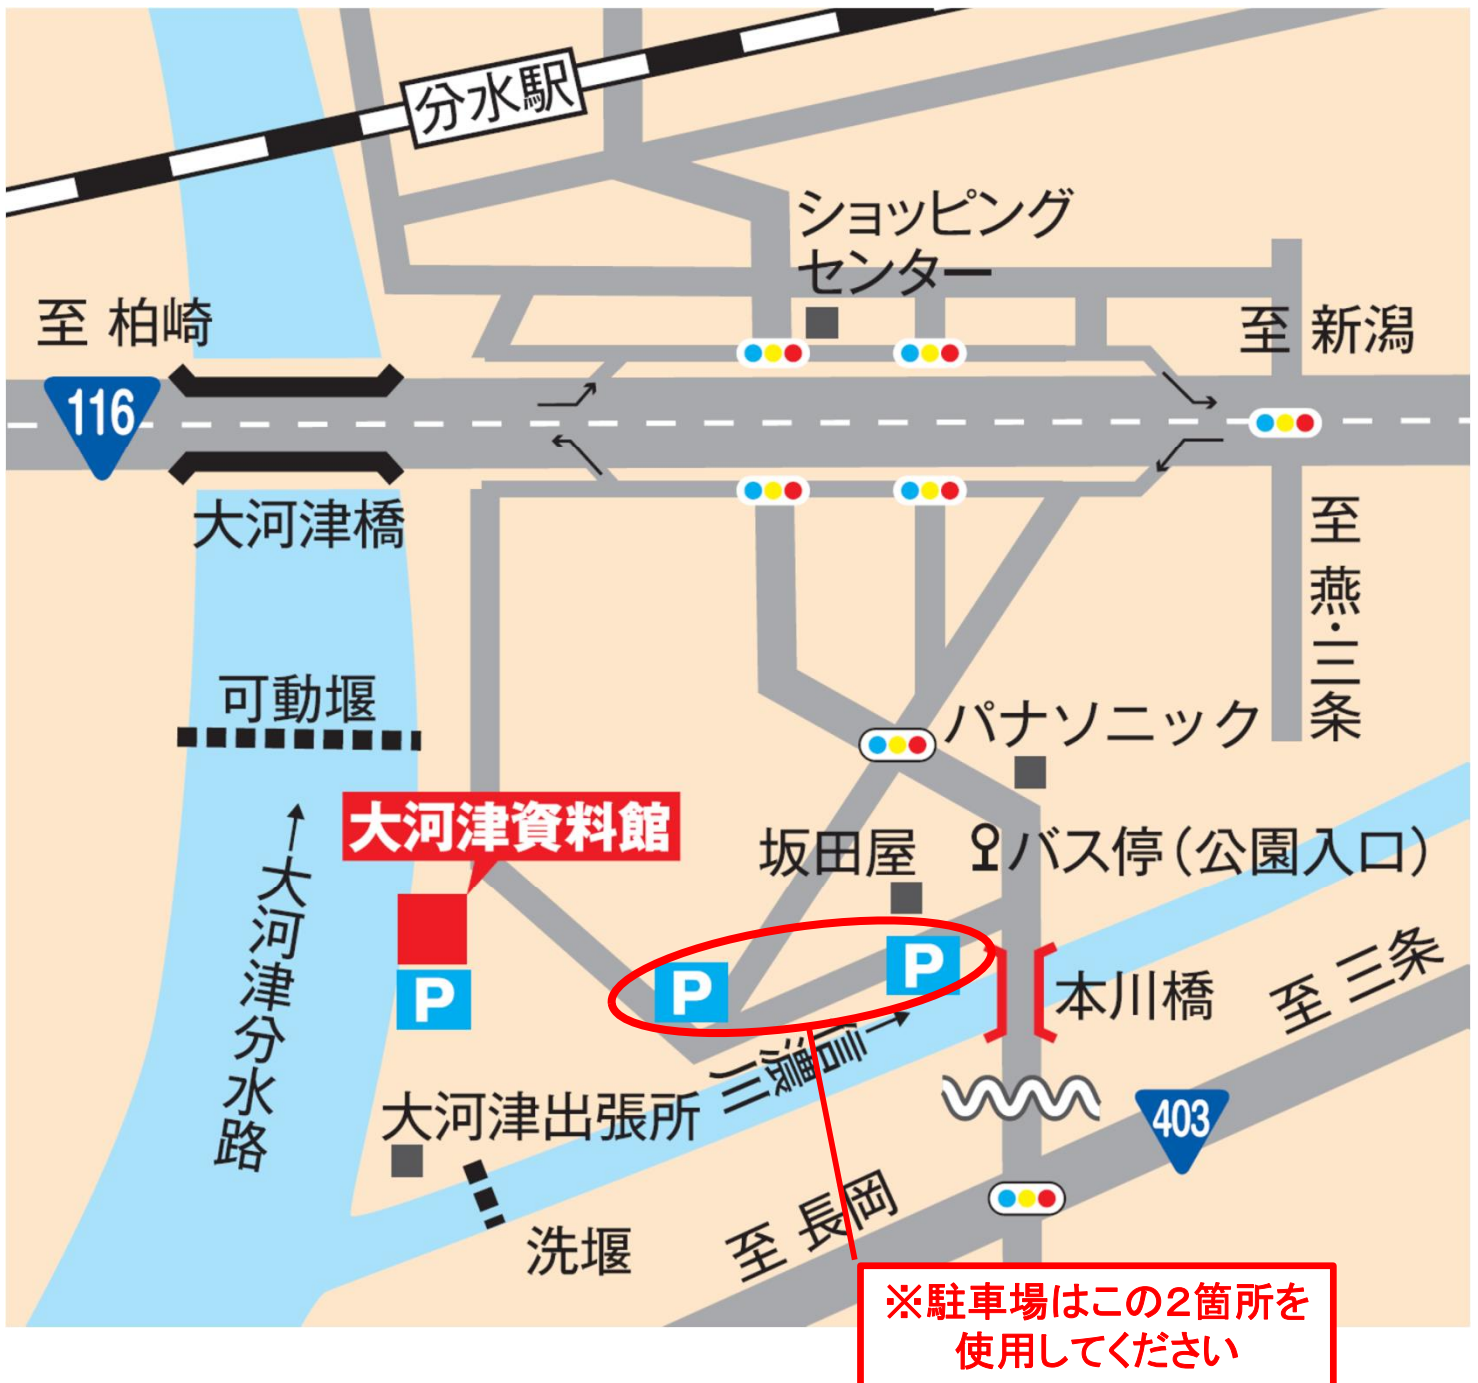 分水駅
ショッピング
センター
至 柏崎
至 新潟
116
大河津橋
至 燕・三条
可動堰
パナソニック
大河津資料館
坂田屋
バス停(公園入口)
→大河津分水路
P
P
P
本川橋
至 三条
信濃川→
大河津出張所
403
洗堰
至 長岡
※駐車場はこの2箇所を
使用してください